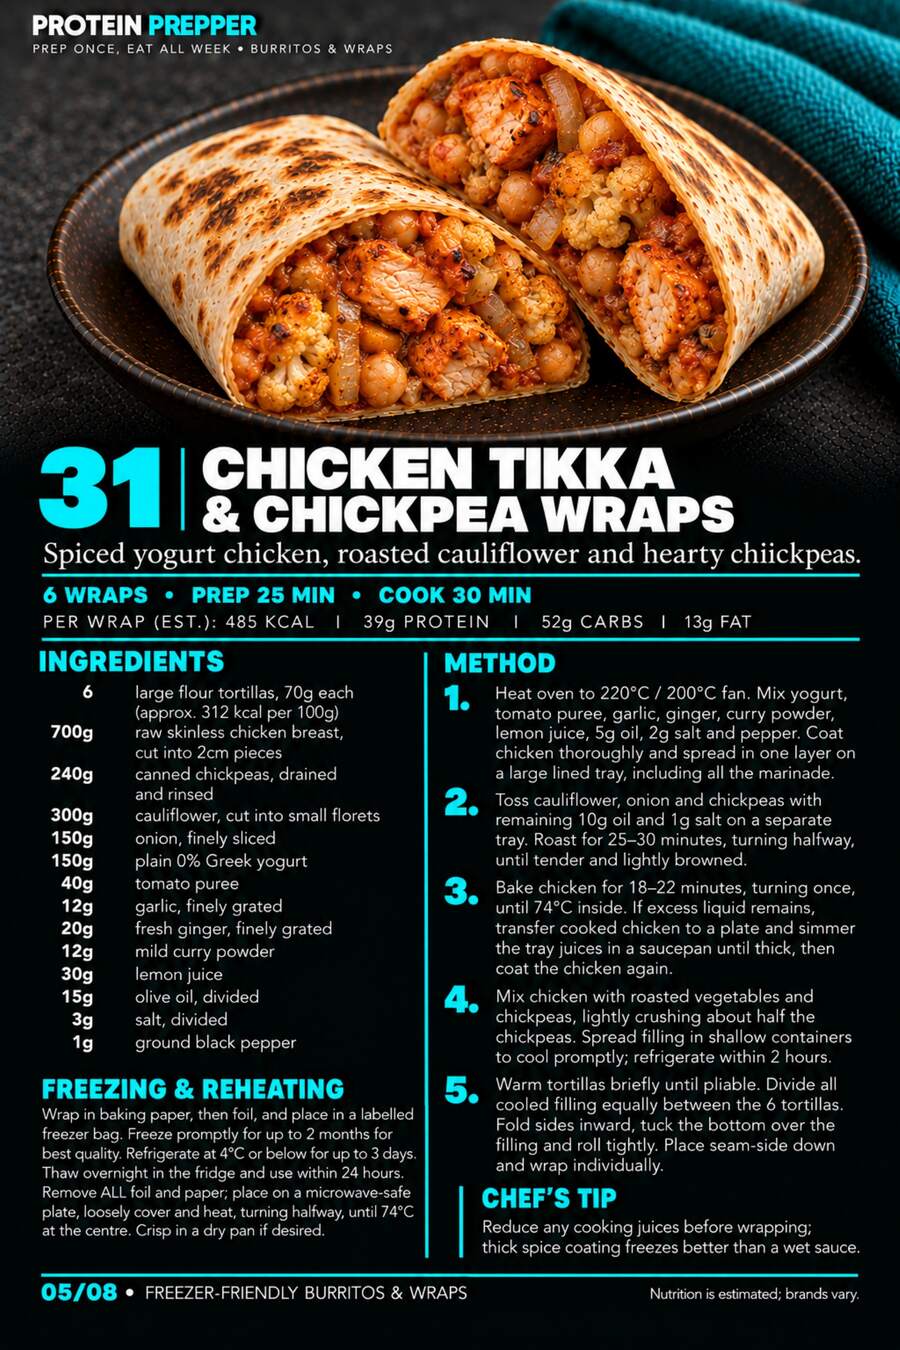 PROTEIN PREPPER
PREP ONCE, EAT ALL WEEK • BURRITOS & WRAPS
31
CHICKEN TIKKA
& CHICKPEA WRAPS
Spiced yogurt chicken, roasted cauliflower and hearty chiickpeas.
6 WRAPS • PREP 25 MIN • COOK 30 MIN
PER WRAP (EST.): 485 KCAL | 39g PROTEIN | 52g CARBS | 13g FAT
INGREDIENTS
6 large flour tortillas, 70g each
(approx. 312 kcal per 100g)
700g raw skinless chicken breast,
cut into 2cm pieces
240g canned chickpeas, drained
and rinsed
300g cauliflower, cut into small florets
150g onion, finely sliced
150g plain 0% Greek yogurt
40g tomato puree
12g garlic, finely grated
20g fresh ginger, finely grated
12g mild curry powder
30g lemon juice
15g olive oil, divided
3g salt, divided
1g ground black pepper
FREEZING & REHEATING
Wrap in baking paper, then foil, and place in a labelled
freezer bag. Freeze promptly for up to 2 months for
best quality. Refrigerate at 4°C or below for up to 3 days.
Thaw overnight in the fridge and use within 24 hours.
Remove ALL foil and paper; place on a microwave-safe
plate, loosely cover and heat, turning halfway, until 74°C
at the centre. Crisp in a dry pan if desired.
METHOD
1. Heat oven to 220°C / 200°C fan. Mix yogurt,
tomato puree, garlic, ginger, curry powder,
lemon juice, 5g oil, 2g salt and pepper. Coat
chicken thoroughly and spread in one layer on
a large lined tray, including all the marinade.
2. Toss cauliflower, onion and chickpeas with
remaining 10g oil and 1g salt on a separate
tray. Roast for 25–30 minutes, turning halfway,
until tender and lightly browned.
3. Bake chicken for 18–22 minutes, turning once,
until 74°C inside. If excess liquid remains,
transfer cooked chicken to a plate and simmer
the tray juices in a saucepan until thick, then
coat the chicken again.
4. Mix chicken with roasted vegetables and
chickpeas, lightly crushing about half the
chickpeas. Spread filling in shallow containers
to cool promptly; refrigerate within 2 hours.
5. Warm tortillas briefly until pliable. Divide all
cooled filling equally between the 6 tortillas.
Fold sides inward, tuck the bottom over the
filling and roll tightly. Place seam-side down
and wrap individually.
CHEF'S TIP
Reduce any cooking juices before wrapping;
thick spice coating freezes better than a wet sauce.
05/08 • FREEZER-FRIENDLY BURRITOS & WRAPS
Nutrition is estimated; brands vary.